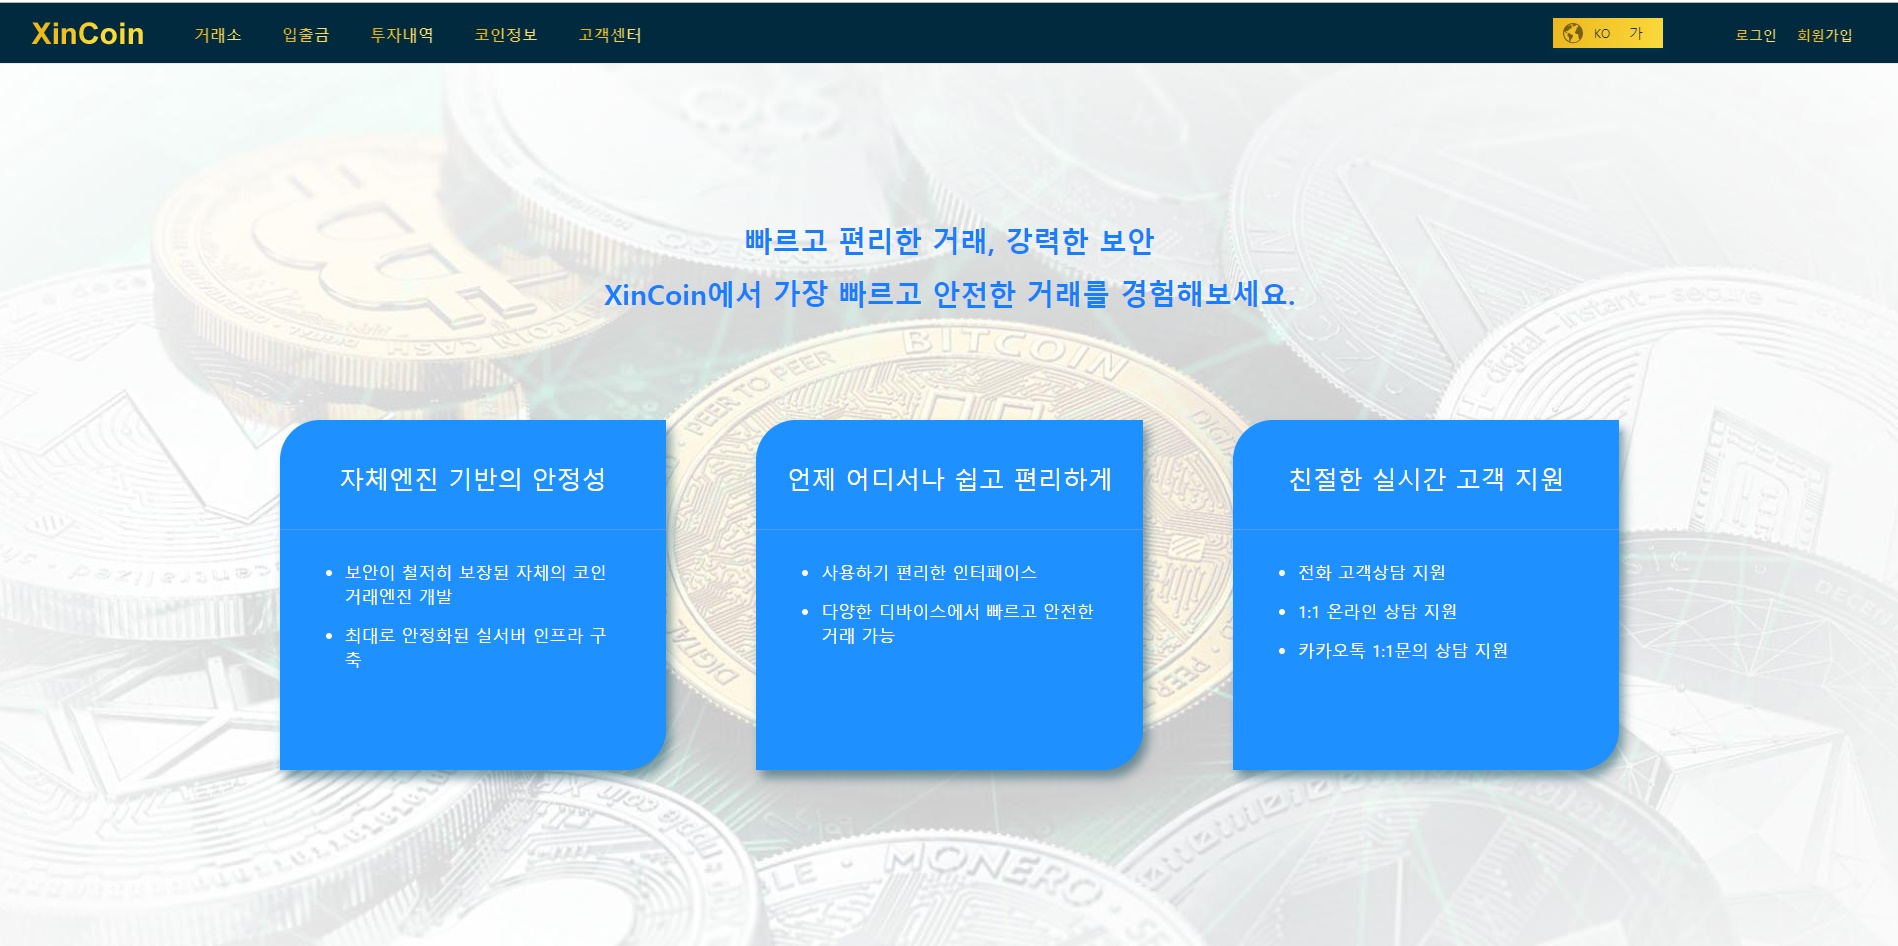 XinCoin 거래소 입출금 투자내역 코인정보 고객센터 KO 가 로그인 회원가입
빠르고 편리한 거래, 강력한 보안
XinCoin에서 가장 빠르고 안전한 거래를 경험해보세요.
BITCOIN
PEER TO PEER
digital - instant - secure
자체엔진 기반의 안정성
보안이 철저히 보장된 자체의 코인
거래엔진 개발
최대로 안정화된 실서버 인프라 구
축
언제 어디서나 쉽고 편리하게
사용하기 편리한 인터페이스
다양한 디바이스에서 빠르고 안전한
거래 가능
친절한 실시간 고객 지원
전화 고객상담 지원
1:1 온라인 상담 지원
카카오톡 1:1문의 상담 지원
DIGITAL
MONERO